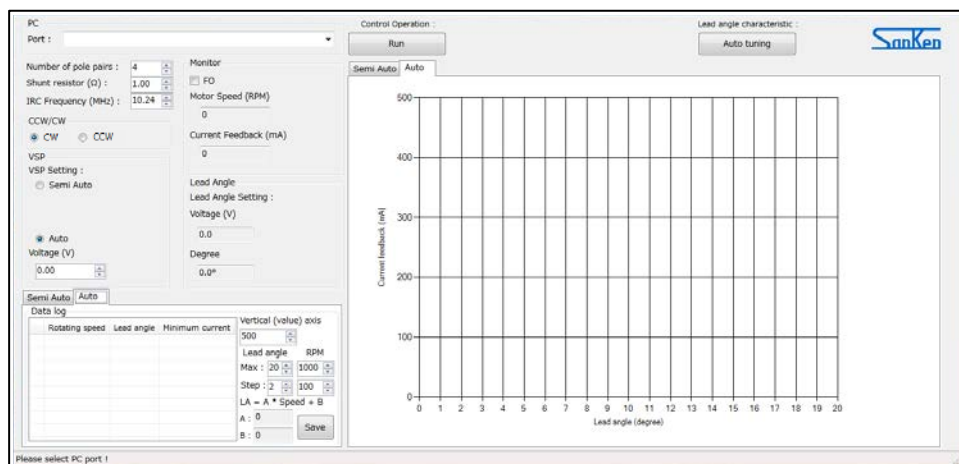 PC
Port :
Control Operation :
Run
Lead angle characteristic :
Auto tuning
SanKen
Number of pole pairs : 4
Shunt resistor (Ω) : 1.00
IRC Frequency (MHz) : 10.24
CCW/CW
CW CCW
VSP
VSP Setting :
Semi Auto
Auto
Voltage (V)
0.00
Monitor
FO
Motor Speed (RPM)
0
Current Feedback (mA)
0
Lead Angle
Lead Angle Setting :
Voltage (V)
0.0
Degree
0.0°
Semi Auto Auto
Data log
Rotating speed Lead angle Minimum current
Vertical (value) axis
500
Lead angle RPM
Max : 20 1000
Step : 2 100
LA = A * Speed + B
A : 0
B : 0
Save
Semi Auto Auto
Current feedback (mA)
500
400
300
200
100
0
0 1 2 3 4 5 6 7 8 9 10 11 12 13 14 15 16 17 18 19 20
Lead angle (degree)
Please select PC port !